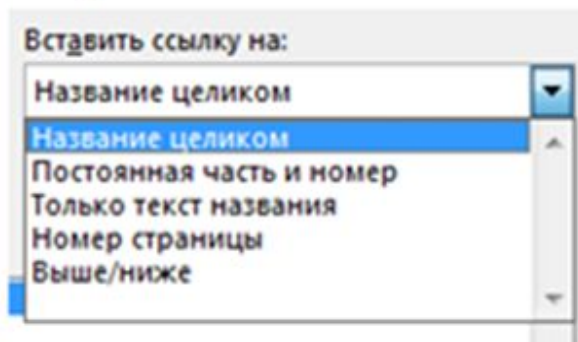 Вставить ссылку на:
Название целиком
Название целиком
Постоянная часть и номер
Только текст названия
Номер страницы
Выше/ниже